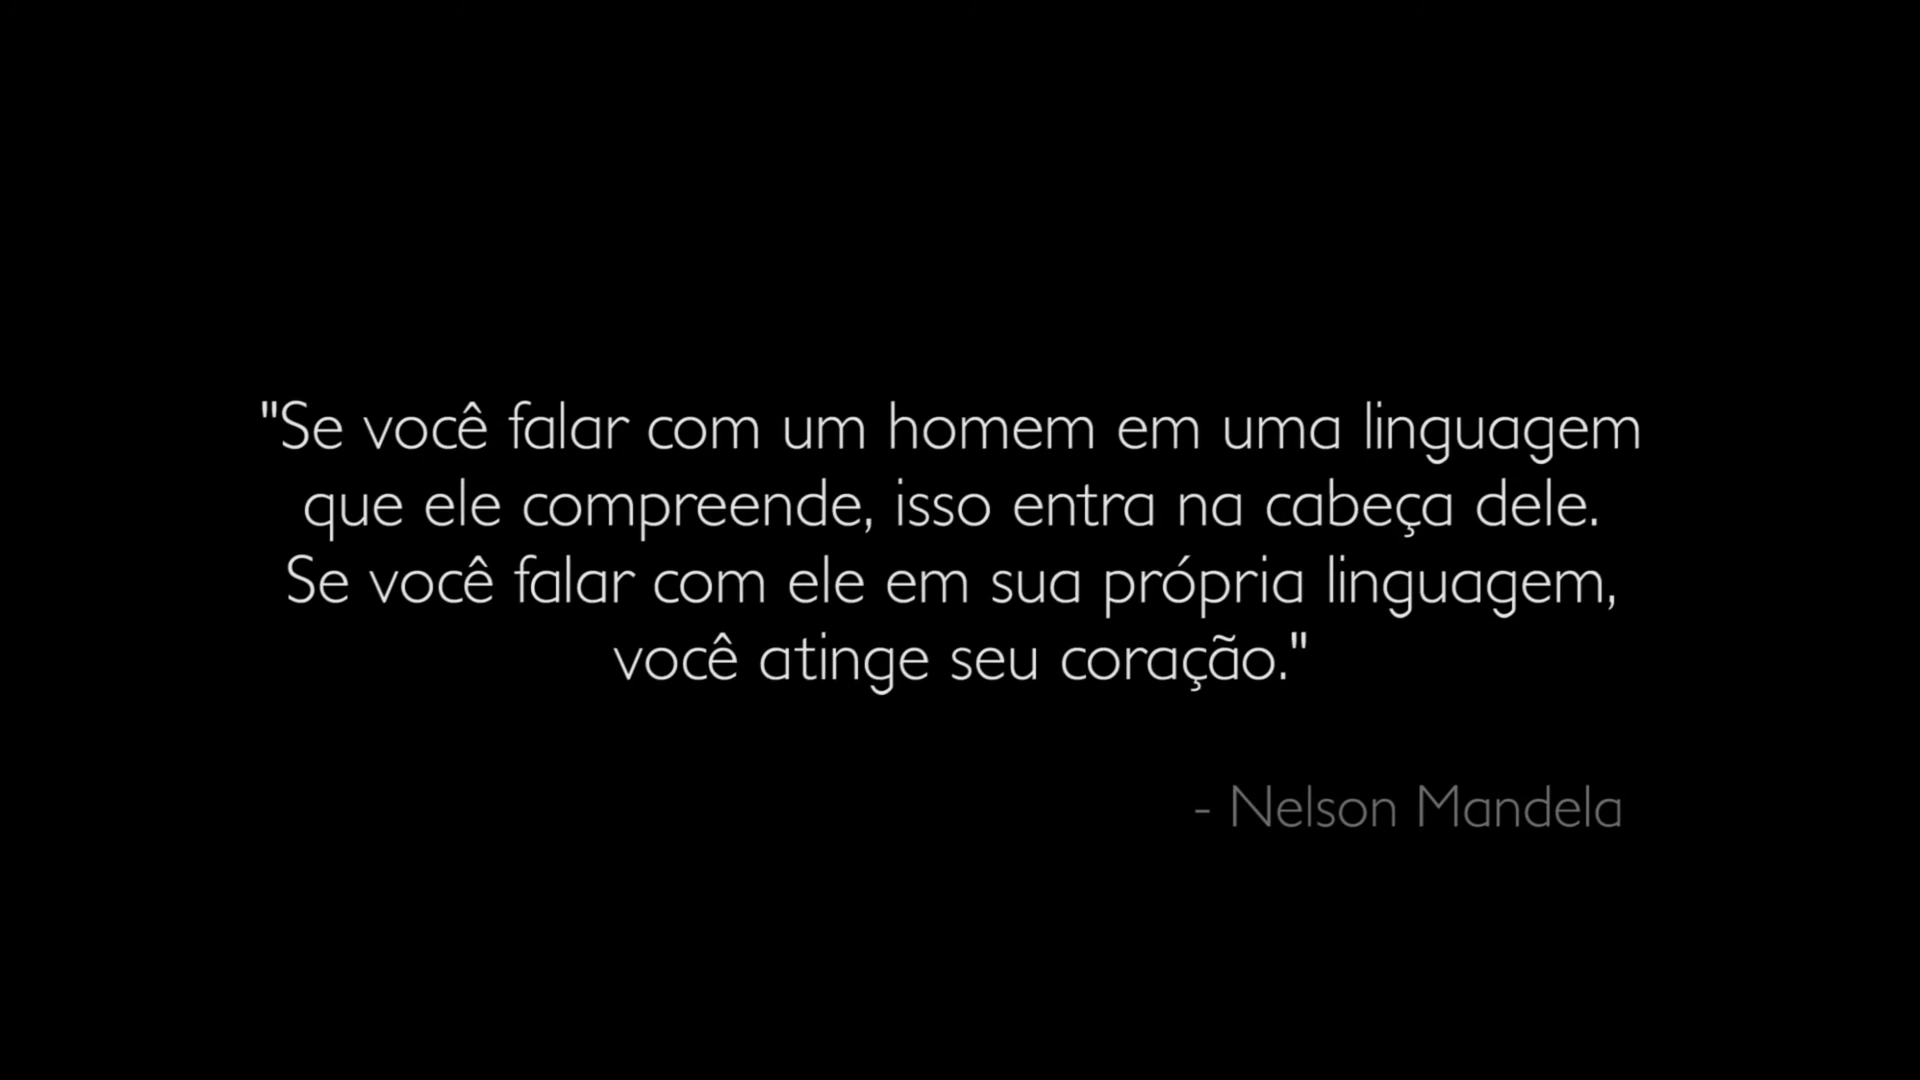 "Se você falar com um homem em uma linguagem
que ele compreende, isso entra na cabeça dele.
Se você falar com ele em sua própria linguagem,
você atinge seu coração."
- Nelson Mandela